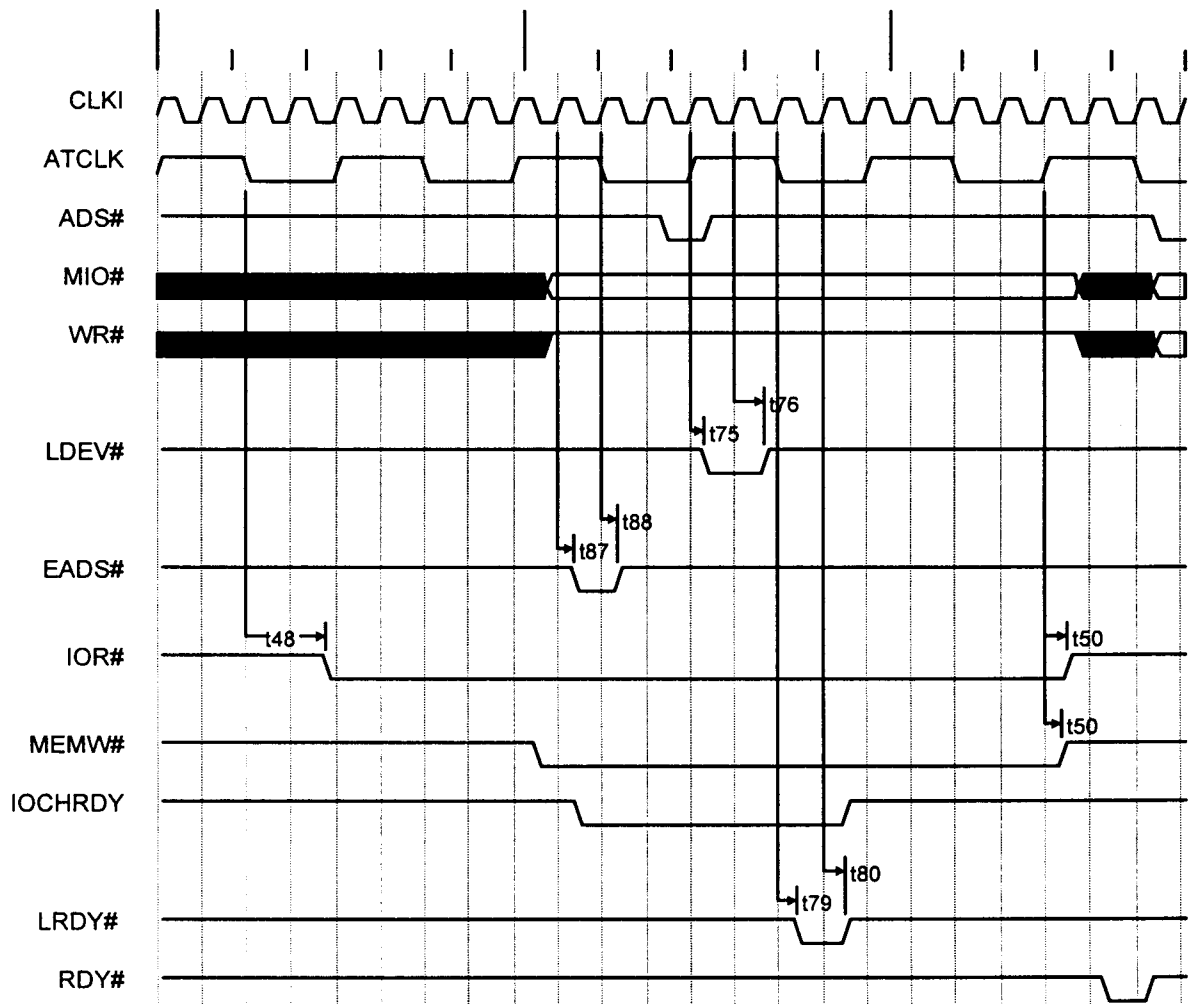 CLKI
ATCLK
ADS#
MIO#
WR#
t76
t75
LDEV#
t88
t87
EADS#
t48
t50
IOR#
t50
MEMW#
IOCHRDY
t80
t79
LRDY#
RDY#